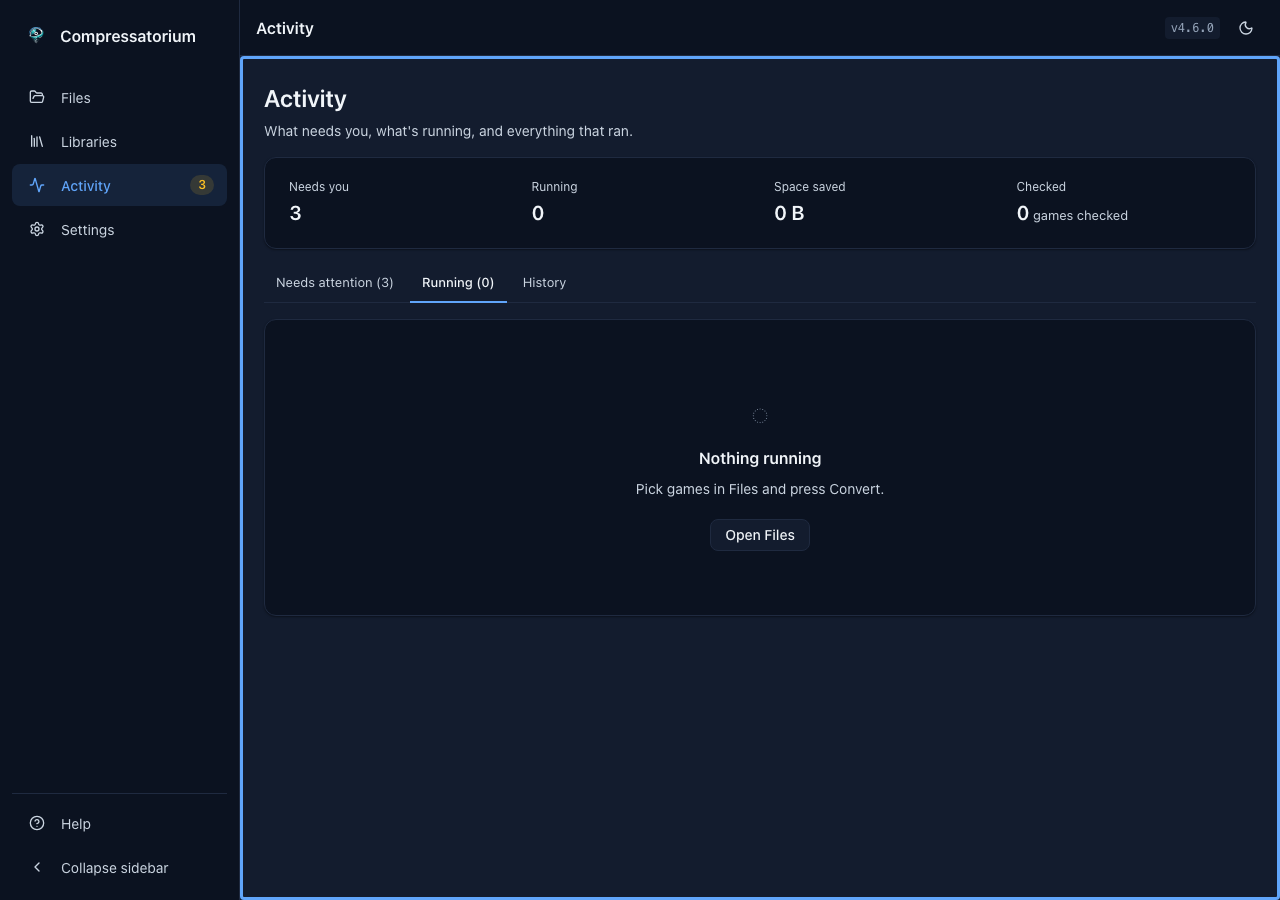 Compressatorium
Files
Libraries
Activity 3
Settings
Help
Collapse sidebar
Activity
v4.6.0
Activity
What needs you, what's running, and everything that ran.
Needs you
3
Running
0
Space saved
0 B
Checked
0 games checked
Needs attention (3)
Running (0)
History
Nothing running
Pick games in Files and press Convert.
Open Files